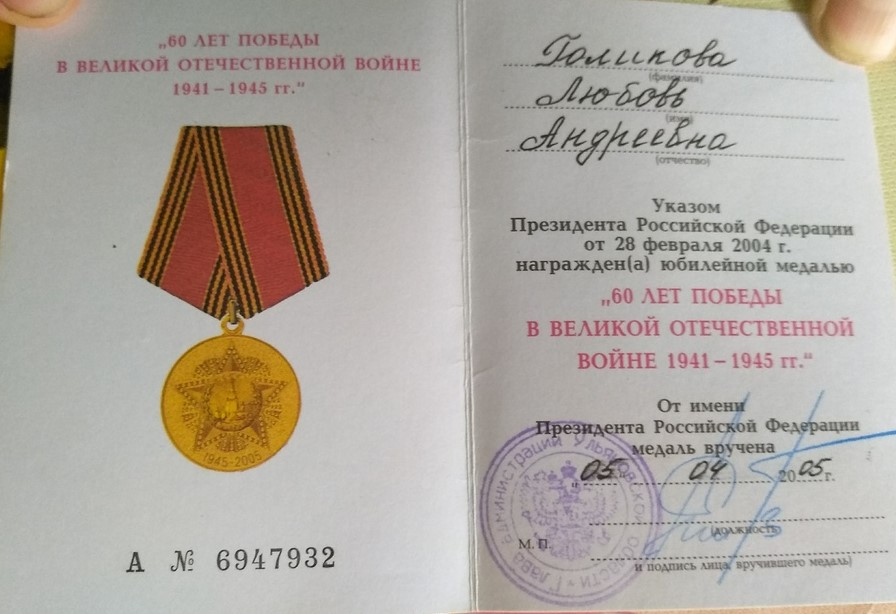 „60 ЛЕТ ПОБЕДЫ
В ВЕЛИКОЙ ОТЕЧЕСТВЕННОЙ ВОЙНЕ
1941 – 1945 гг.“
1945-2005
А № 6947932
Голикова
(фамилия)
Любовь
(имя)
Андреевна
(отчество)
Указом
Президента Российской Федерации
от 28 февраля 2004 г.
награжден(а) юбилейной медалью
„60 ЛЕТ ПОБЕДЫ
В ВЕЛИКОЙ ОТЕЧЕСТВЕННОЙ
ВОЙНЕ 1941 – 1945 гг.“
От имени
Президента Российской Федерации
медаль вручена
„05“ 04 2005г.
(должность)
М. П.
и подпись лица, вручившего медаль)
Глава администрации Ульяновской области